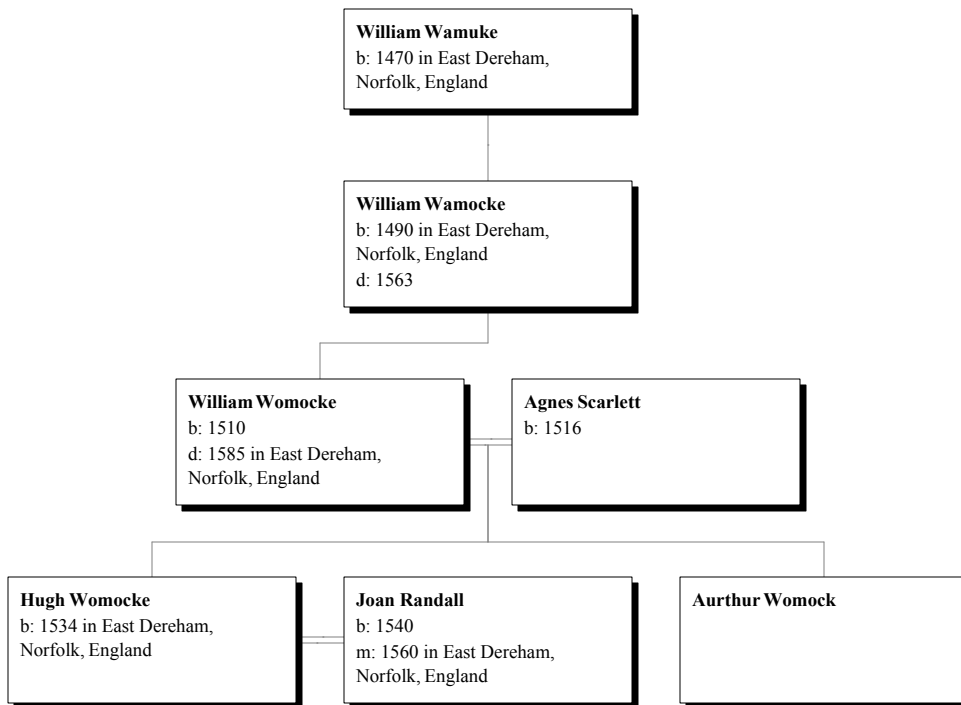 William Wamuke
b: 1470 in East Dereham,
Norfolk, England
William Wamocke
b: 1490 in East Dereham,
Norfolk, England
d: 1563
William Womocke
b: 1510
d: 1585 in East Dereham,
Norfolk, England
Agnes Scarlett
b: 1516
Hugh Womocke
b: 1534 in East Dereham,
Norfolk, England
Joan Randall
b: 1540
m: 1560 in East Dereham,
Norfolk, England
Aurthur Womock